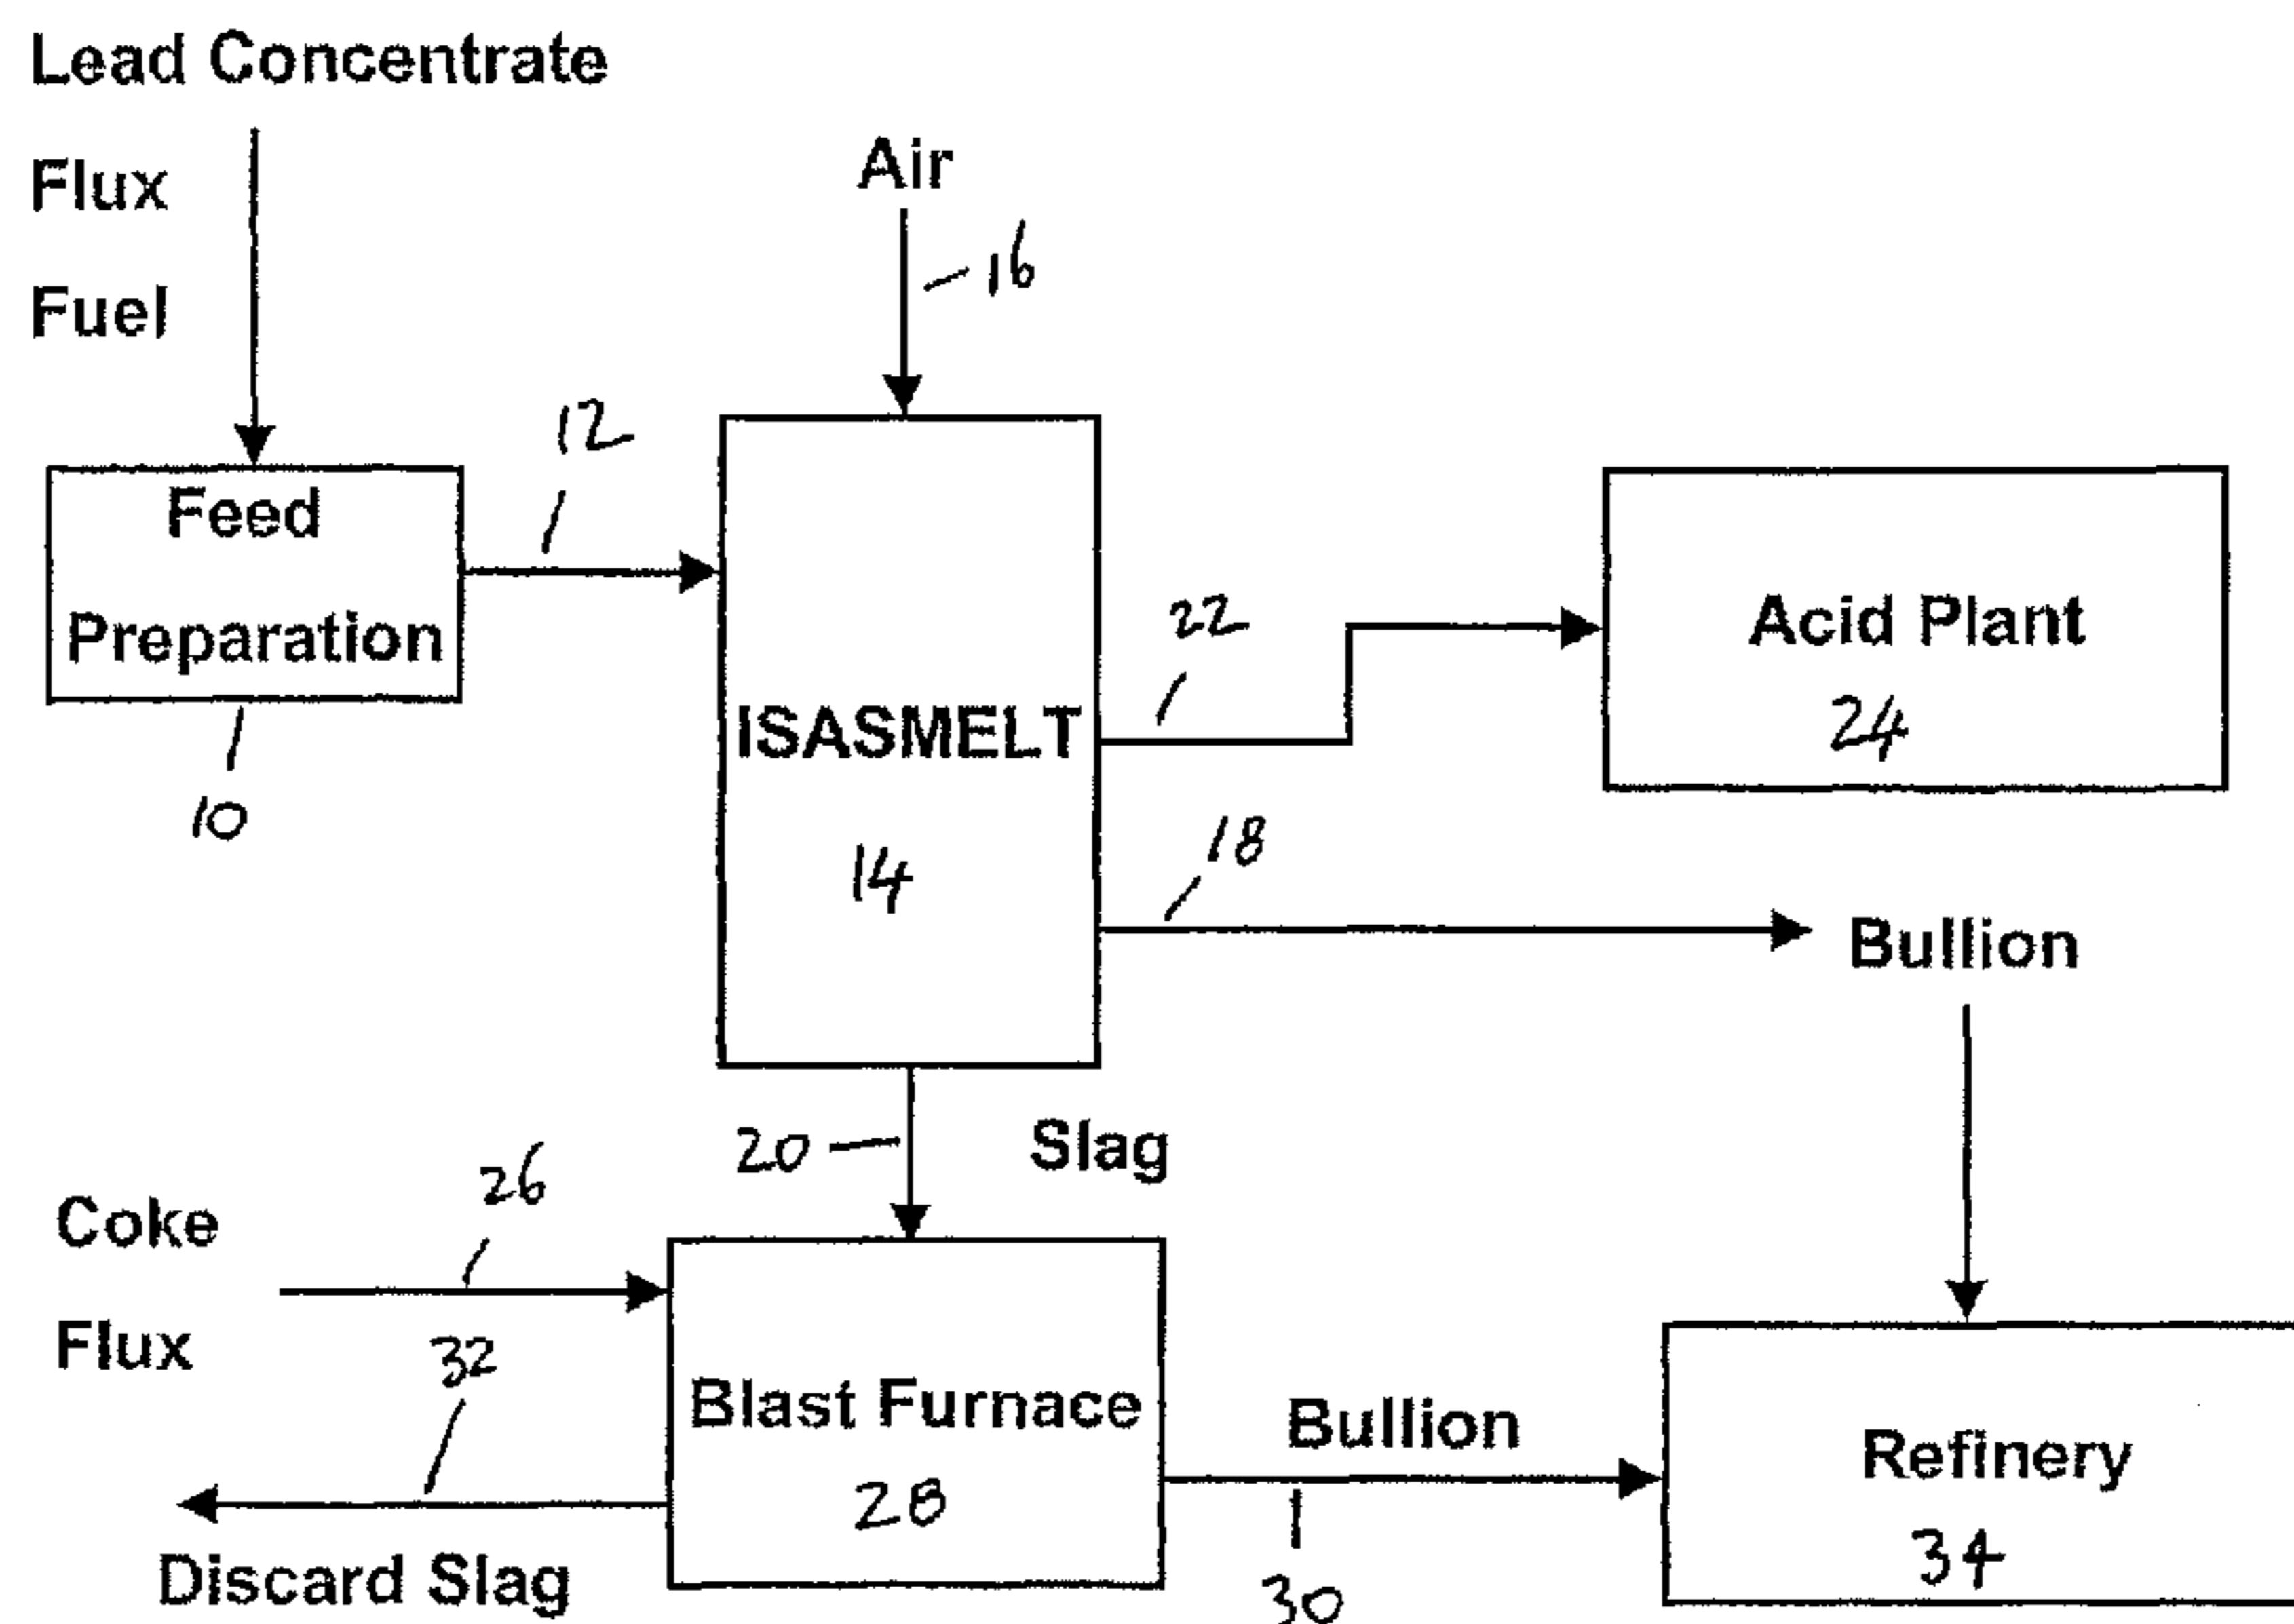 Lead Concentrate
Flux
Fuel
Air
16
12
Feed
Preparation
10
ISASMELT
14
22
Acid Plant
24
18
Bullion
20
Slag
26
Coke
Flux
32
Blast Furnace
28
Bullion
30
Refinery
34
Discard Slag